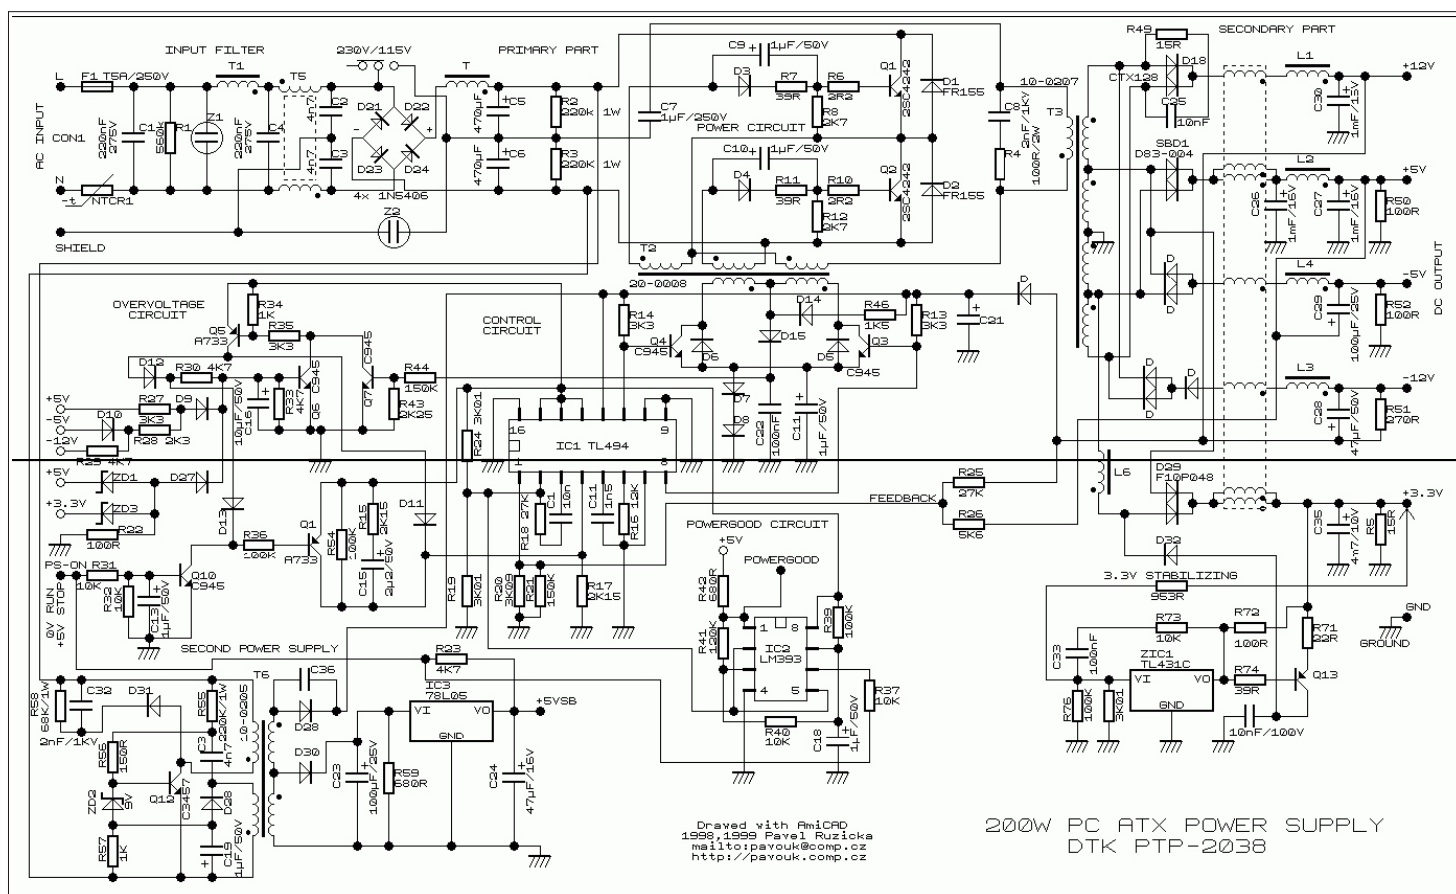 INPUT FILTER
230V/115V
PRIMARY PART
SECONDARY PART
L
F1 T5A/250V
T1
T5
T
AC INPUT
CON1
N
-t
NTCR1
SHIELD
220nF
275V
C1
560K
R1
Z1
220nF
275V
C4
4n7
C2
4n7
C3
D21
D22
D23
D24
-
+
4x 1N5406
Z2
470µF
C5
470µF
C6
R2
220k 1W
R3
220K 1W
C7
1µF/250V
C9
1µF/50V
D3
R7
39R
R6
2R2
R8
2K7
Q1
2SC4242
D1
FR155
POWER CIRCUIT
C10
1µF/50V
D4
R11
39R
R10
2R2
R12
2K7
Q2
2SC4242
D2
FR155
10-0207
T3
C8
2nF/1KV
R4
100R/2W
T2
20-0008
R49
15R
D18
CTX128
C25
10nF
SBD1
D83-004
L1
C30
1mF/16V
+12V
L2
C26
1mF/16V
C27
1mF/16V
+5V
R50
100R
L4
C29
100µF/25V
-5V
R52
100R
DC OUTPUT
L3
C28
47µF/50V
-12V
R51
270R
D
D
D
D
L6
D29
F10P048
D32
+3.3V
C35
4m7/10V
R5
15R
3.3V STABILIZING
953R
R73
10K
R72
100R
R71
22R
C33
100nF
ZIC1
TL431C
VI
VO
GND
R74
39R
Q13
R76
100K
3K01
10nF/100V
GND
GROUND
OVERVOLTAGE
CIRCUIT
R34
1K
Q5
A733
R35
3K3
C945
Q7
Q6
C945
D12
R30 4K7
R33
4K7
10µF/50V
C16
R44
150K
R43
2K25
+5V
-5V
-12V
R27
3K3
D9
D10
R28 2K3
R29 4K7
+5V
ZD1
D27
+3.3V
ZD3
R22
100R
D13
CONTROL
CIRCUIT
R24 3K01
16
9
IC1 TL494
1
8
R14
3K3
Q4
C945
D6
D14
D15
D5
R46
1K5
Q3
C945
R13
3K3
C21
D
D7
D8
C22
100nF
C11
1µF/50V
PS-ON
R31
10K
R32
10K
C13
1µF/50V
Q10
C945
0V RUN
+5V STOP
R36
100K
Q1
A733
R54
100K
R15
2K15
C15
2µ2/50V
D11
R18 27K
C1
10n
C11
1n5
R16 12K
R19
3K01
R20
3K09
R21
150K
R17
2K15
FEEDBACK
R25
27K
R26
5K6
POWERGOOD CIRCUIT
+5V
POWERGOOD
R42
680R
R41
120K
1
8
IC2
LM393
4
5
R39
100K
R37
10K
R40
10K
C18
1µF/50V
SECOND POWER SUPPLY
R58
68K/1W
C32
2nF/1KV
D31
R55
220K/1W
T6
10-0205
C36
D28
D30
R56
150R
C3
4n7
ZD2
9V
Q12
C3457
D28
R57
1K
C19
1µF/50V
R23
4K7
IC3
78L05
VI
VO
GND
+5VSB
C23
100µF/25V
R59
680R
C24
47µF/16V
Drawed with AmiCAD
1998,1999 Pavel Ruzicka
mailto:pavouk@comp.cz
http://pavouk.comp.cz
200W PC ATX POWER SUPPLY
DTK PTP-2038